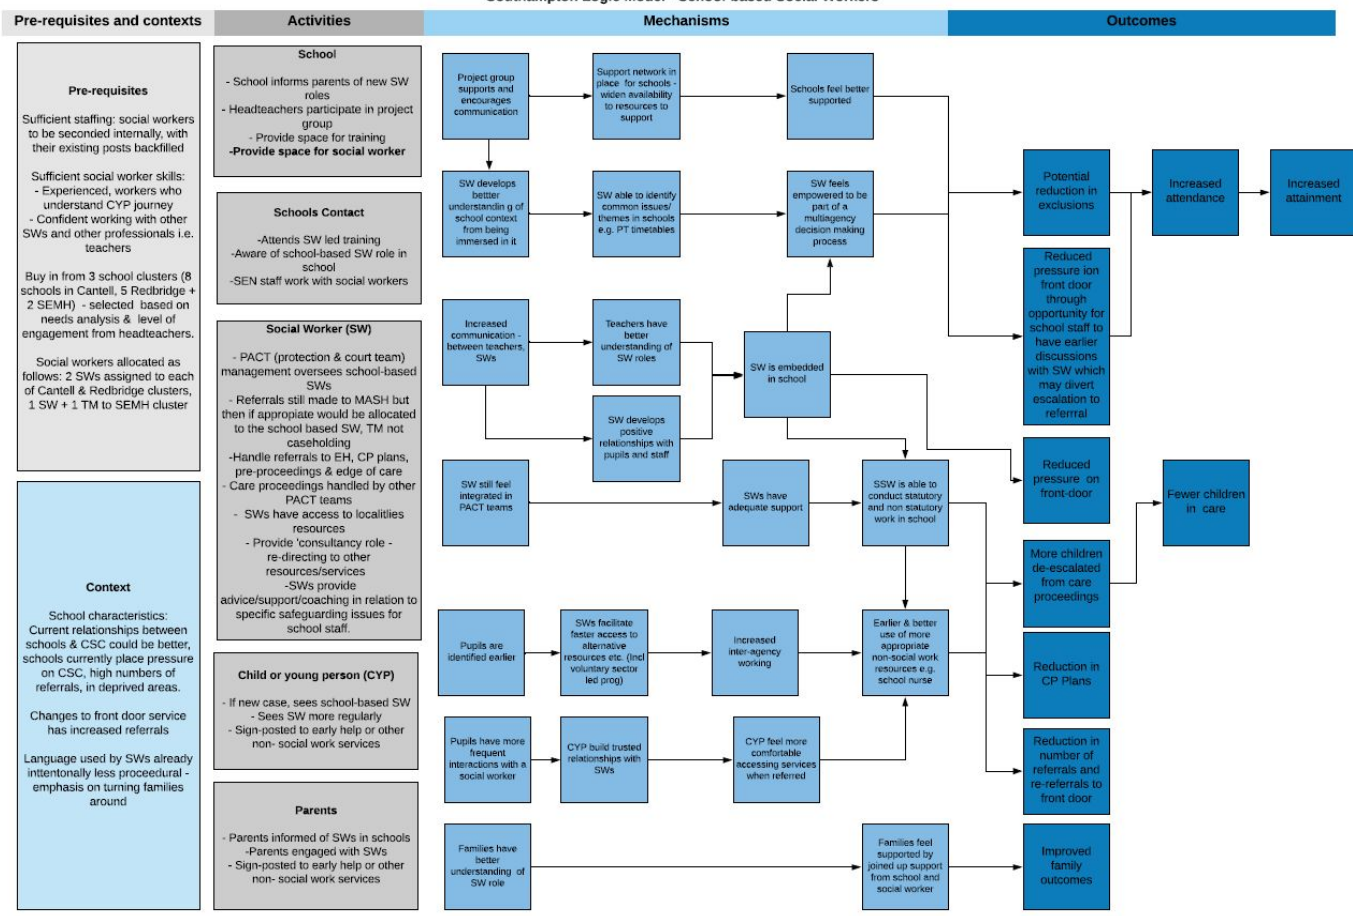 Southampton Logic Model - School-based Social Workers
Pre-requisites and contexts
Activities
Mechanisms
Outcomes
Pre-requisites
Sufficient staffing: social workers
to be seconded internally, with
their existing posts backfilled
Sufficient social worker skills:
- Experienced, workers who
understand CYP journey
- Confident working with other
SWs and other professionals i.e.
teachers
Buy in from 3 school clusters (8
schools in Cantell, 5 Redbridge +
2 SEMH) - selected based on
needs analysis & level of
engagement from headteachers.
Social workers allocated as
follows: 2 SWs assigned to each
of Cantell & Redbridge clusters,
1 SW + 1 TM to SEMH cluster
Context
School characteristics:
Current relationships between
schools & CSC could be better,
schools currently place pressure
on CSC, high numbers of
referrals, in deprived areas.
Changes to front door service
has increased referrals
Language used by SWs already
inttentonally less proceedural -
emphasis on turning families
around
School
- School informs parents of new SW
roles
- Headteachers participate in project
group
- Provide space for training
-Provide space for social worker
Schools Contact
-Attends SW led training
-Aware of school-based SW role in
school
-SEN staff work with social workers
Social Worker (SW)
- PACT (protection & court team)
management oversees school-based
SWs
- Referrals still made to MASH but
then if appropiate would be allocated
to the school based SW, TM not
caseholding
-Handle referrals to EH, CP plans,
pre-proceedings & edge of care
- Care proceedings handled by other
PACT teams
- SWs have access to localitlies
resources
- Provide 'consultancy role -
re-directing to other
resources/services
-SWs provide
advice/support/coaching in relation to
specific safeguarding issues for
school staff.
Child or young person (CYP)
- If new case, sees school-based SW
- Sees SW more regularly
- Sign-posted to early help or other
non- social work services
Parents
- Parents informed of SWs in schools
-Parents engaged with SWs
- Sign-posted to early help or other
non- social work services
Project group
supports and
encourages
communication
Support network in
place for schools -
widen availability
to resources to
support
Schools feel better
supported
SW develops
bettter
understandin g of
school context
from being
immersed in it
SW able to identify
common issues/
themes in schools
e.g. PT timetables
SW feels
empowered to be
part of a
multiagency
decision making
process
Increased
communication -
between teachers,
SWs
Teachers have
better
understanding of
SW roles
SW is embedded
in school
SW develops
positive
relationships with
pupils and staff
SW still feel
integrated in
PACT teams
SWs have
adequate support
SSW is able to
conduct statutory
and non statutory
work in school
Pupils are
identified earlier
SWs facilitate
faster access to
alternative
resources etc. (Incl
voluntary sector
led prog)
Increased
inter-agency
working
Earlier & better
use of more
appropriate
non-social work
resources e.g.
school nurse
Pupils have more
frequent
interactions with a
social worker
CYP build trusted
relationships with
SWs
CYP feel more
comfortable
accessing services
when referred
Families have
better
understanding of
SW role
Families feel
supported by
joined up support
from school and
social worker
Potential
reduction in
exclusions
Increased
attendance
Increased
attainment
Reduced
pressure ion
front door
through
opportunity for
school staff to
have earlier
discussions
with SW which
may divert
escalation to
referrral
Reduced
pressure on
front-door
Fewer children
in care
More children
de-escalated
from care
proceedings
Reduction in
CP Plans
Reduction in
number of
referrals and
re-referrals to
front door
Improved
family
outcomes